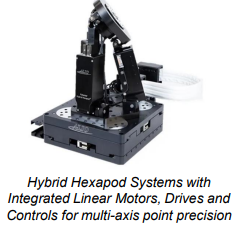 Hybrid Hexapod Systems with
Integrated Linear Motors, Drives and
Controls for multi-axis point precision